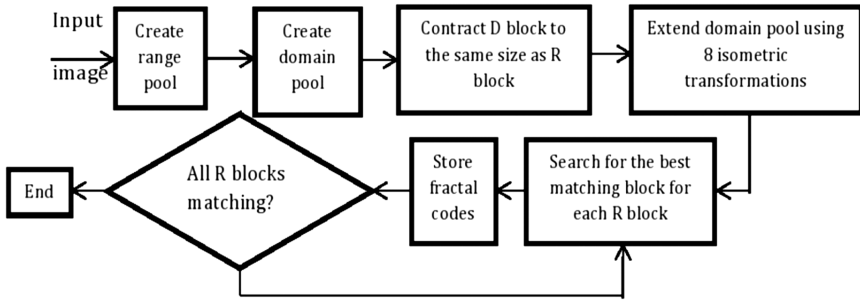 Input
image
Create
range
pool
Create
domain
pool
Contract D block to
the same size as R
block
Extend domain pool using
8 isometric
transformations
Search for the best
matching block for
each R block
Store
fractal
codes
All R blocks
matching?
End